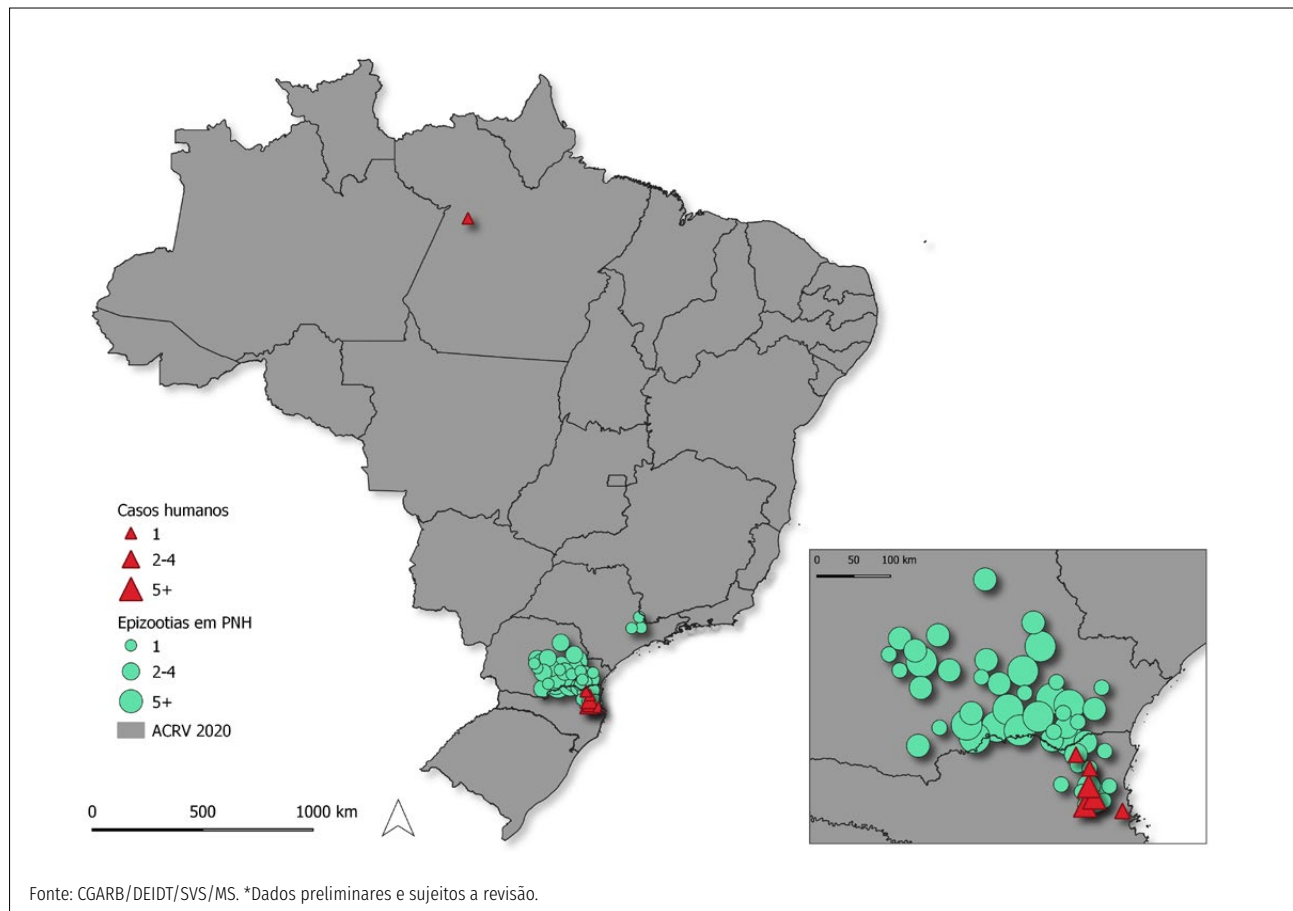 Casos humanos
1
2-4
5+
Epizootias em PNH
1
2-4
5+
ACRV 2020
0 500 1000 km
0 50 100 km
Fonte: CGARB/DEIDT/SVS/MS. *Dados preliminares e sujeitos a revisão.